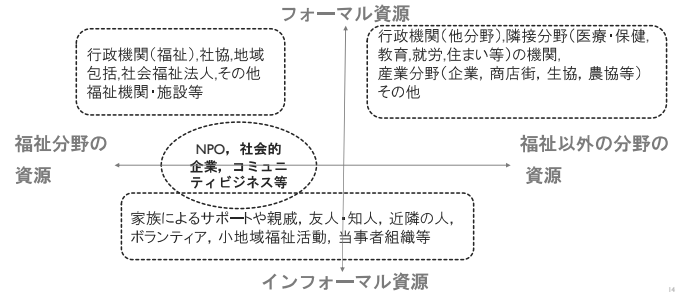 フォーマル資源
行政機関（福祉）,社協,地域
包括,社会福祉法人,その他
福祉機関・施設等
行政機関（他分野）,隣接分野（医療・保健,
教育,就労,住まい等）の機関,
産業分野（企業，商店街，生協，農協等）
その他
福祉分野の
資源
NPO，社会的
企業，コミュニ
ティビジネス等
福祉以外の分野の
資源
家族によるサポートや親戚，友人・知人，近隣の人，
ボランティア，小地域福祉活動，当事者組織等
インフォーマル資源
14